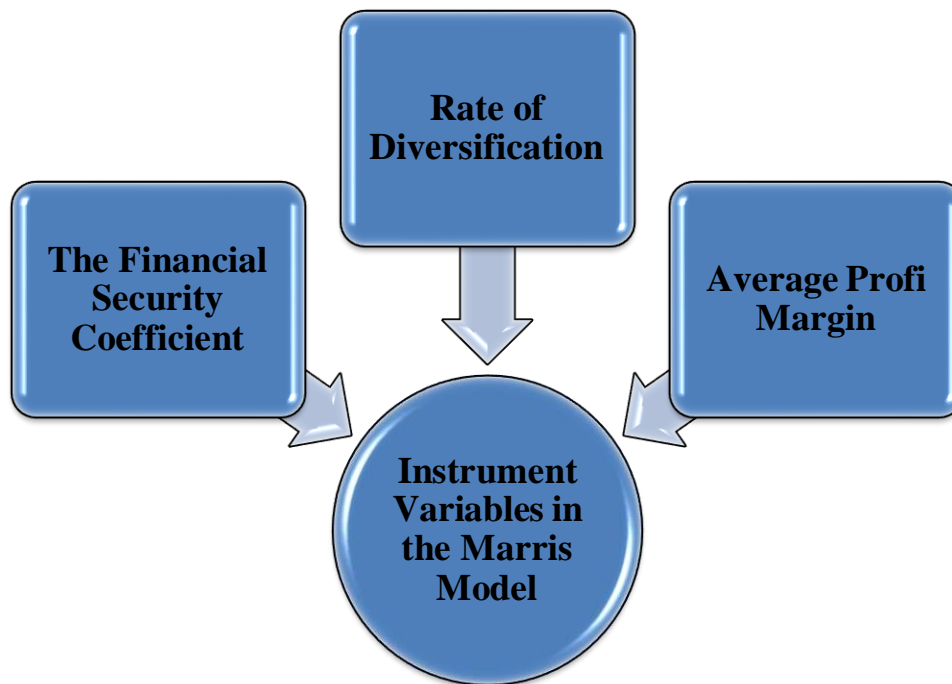 Rate of
Diversification
The Financial
Security
Coefficient
Average Profi
Margin
Instrument
Variables in
the Marris
Model